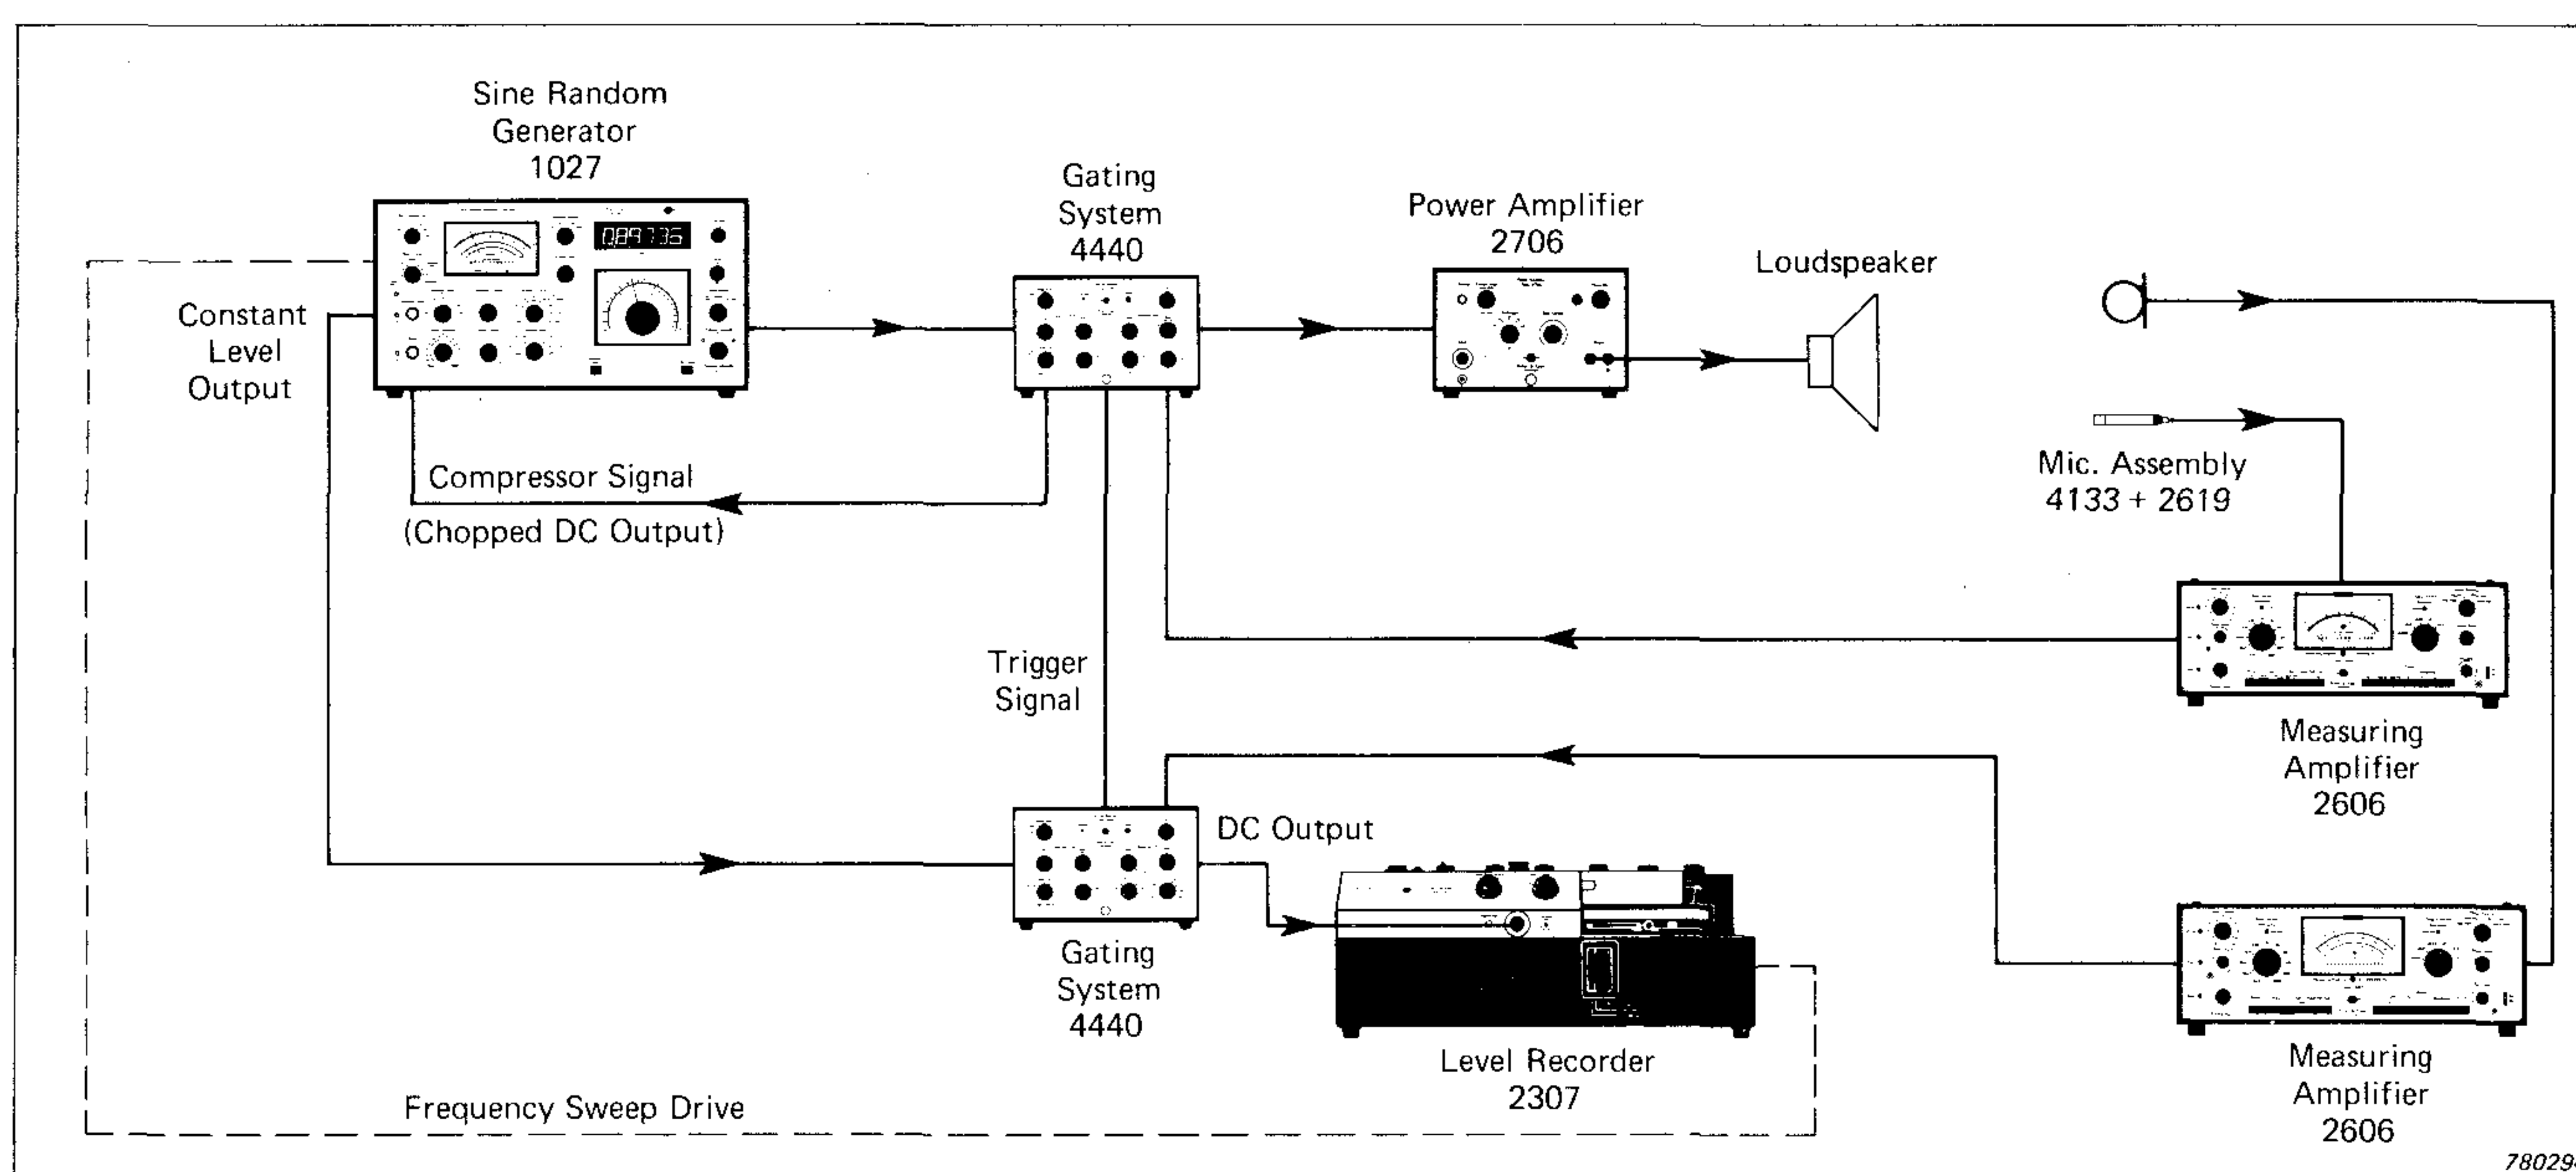 Sine Random
Generator
1027
Gating
System
4440
Power Amplifier
2706
Loudspeaker
Constant
Level
Output
Compressor Signal
(Chopped DC Output)
Mic. Assembly
4133 + 2619
Trigger
Signal
Measuring
Amplifier
2606
DC Output
Gating
System
4440
Level Recorder
2307
Measuring
Amplifier
2606
Frequency Sweep Drive